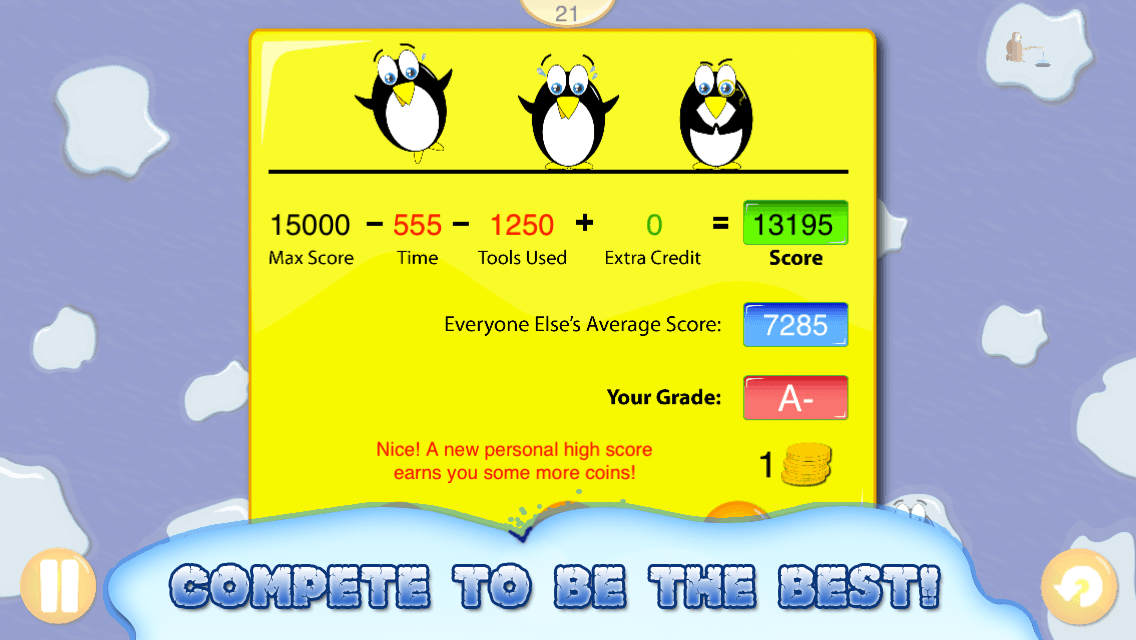 21
15000 – 555 – 1250 + 0 = 13195
Max Score Time Tools Used Extra Credit Score
Everyone Else's Average Score: 7285
Your Grade: A-
Nice! A new personal high score
earns you some more coins!
1
COMPETE TO BE THE BEST!